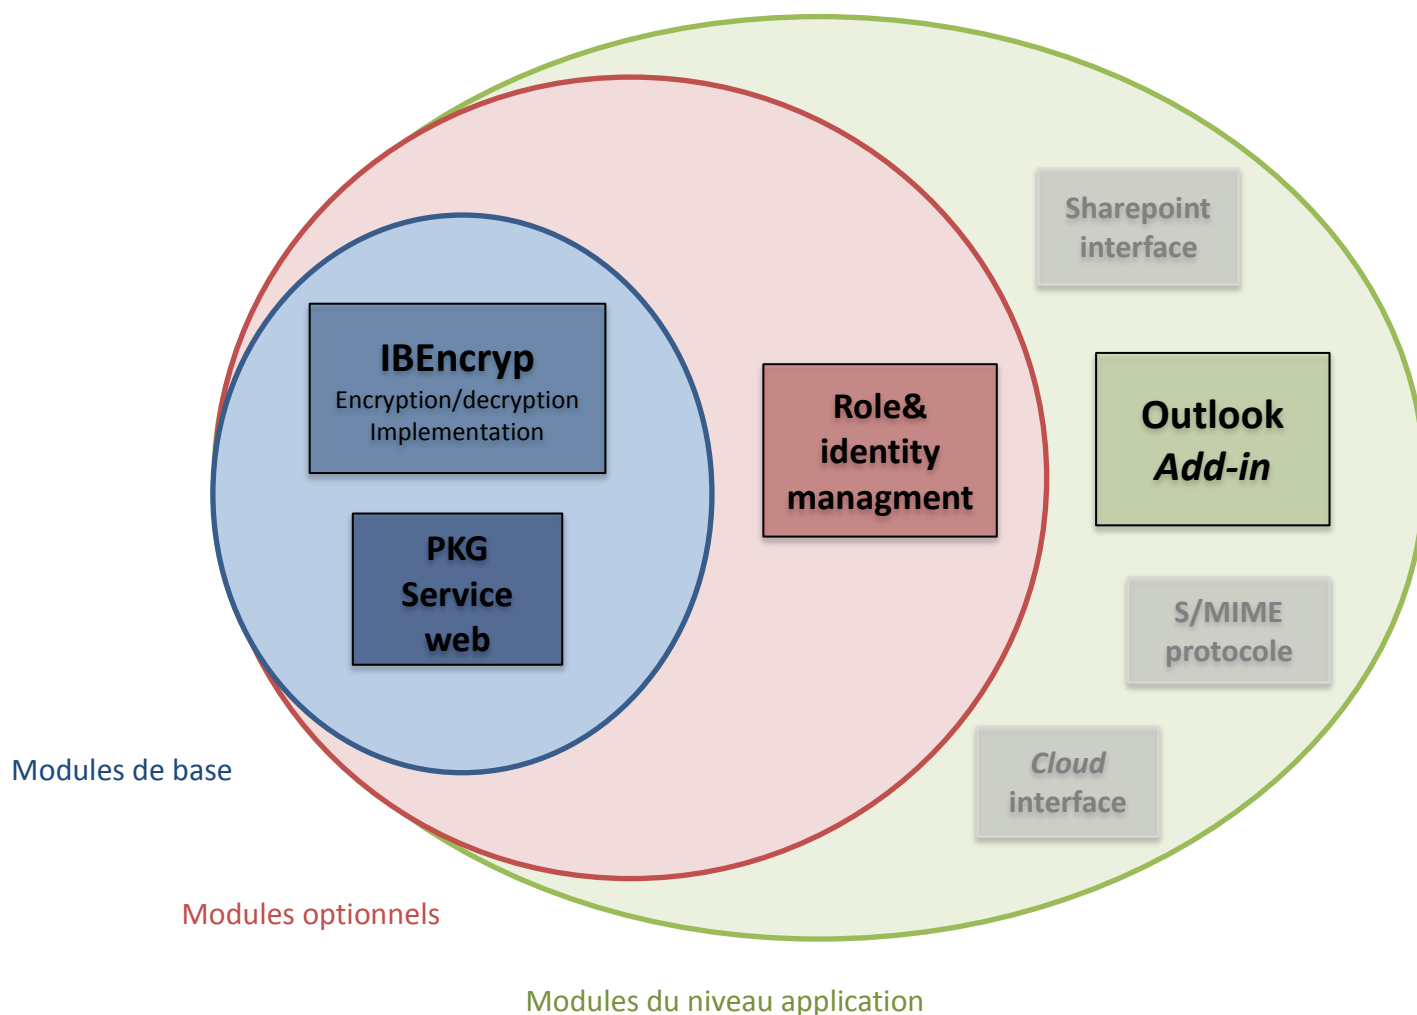 Sharepoint
interface
IBEncryp
Encryption/decryption
Implementation
Role&
identity
managment
Outlook
Add-in
PKG
Service
web
S/MIME
protocole
Cloud
interface
Modules de base
Modules optionnels
Modules du niveau application